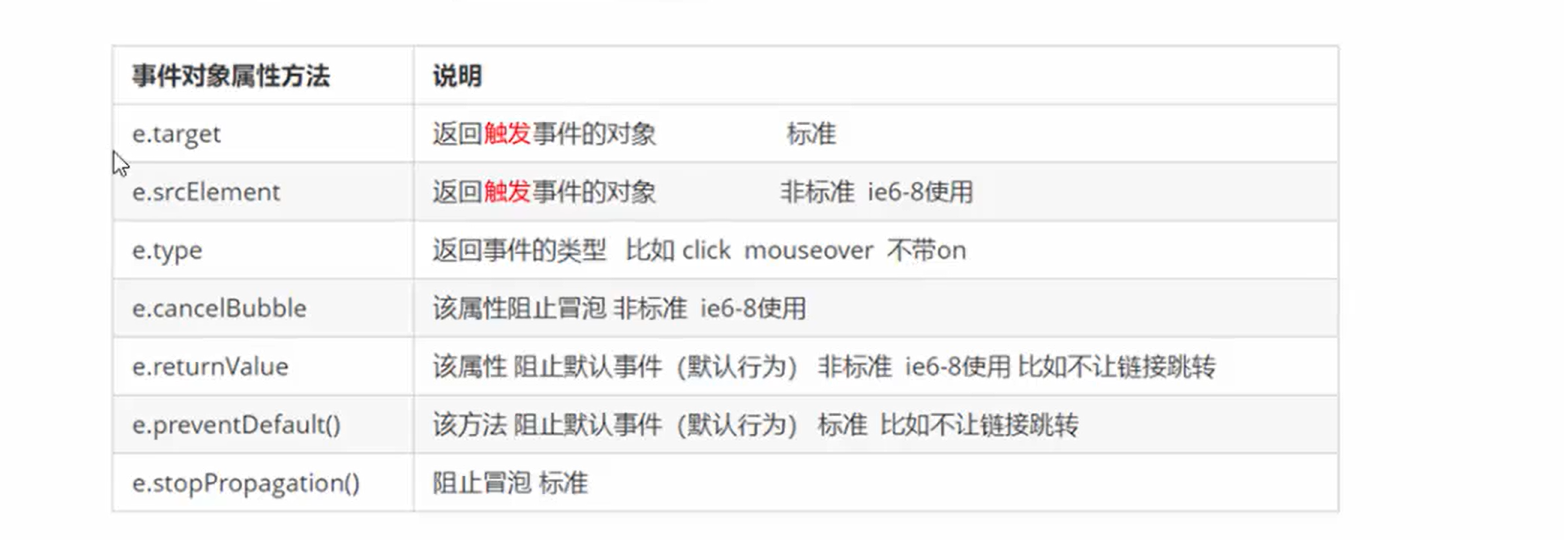 事件对象属性方法 说明
e.target 返回触发事件的对象 标准
e.srcElement 返回触发事件的对象 非标准 ie6-8使用
e.type 返回事件的类型 比如 click mouseover 不带on
e.cancelBubble 该属性阻止冒泡 非标准 ie6-8使用
e.returnValue 该属性 阻止默认事件（默认行为） 非标准 ie6-8使用 比如不让链接跳转
e.preventDefault() 该方法 阻止默认事件（默认行为） 标准 比如不让链接跳转
e.stopPropagation() 阻止冒泡 标准